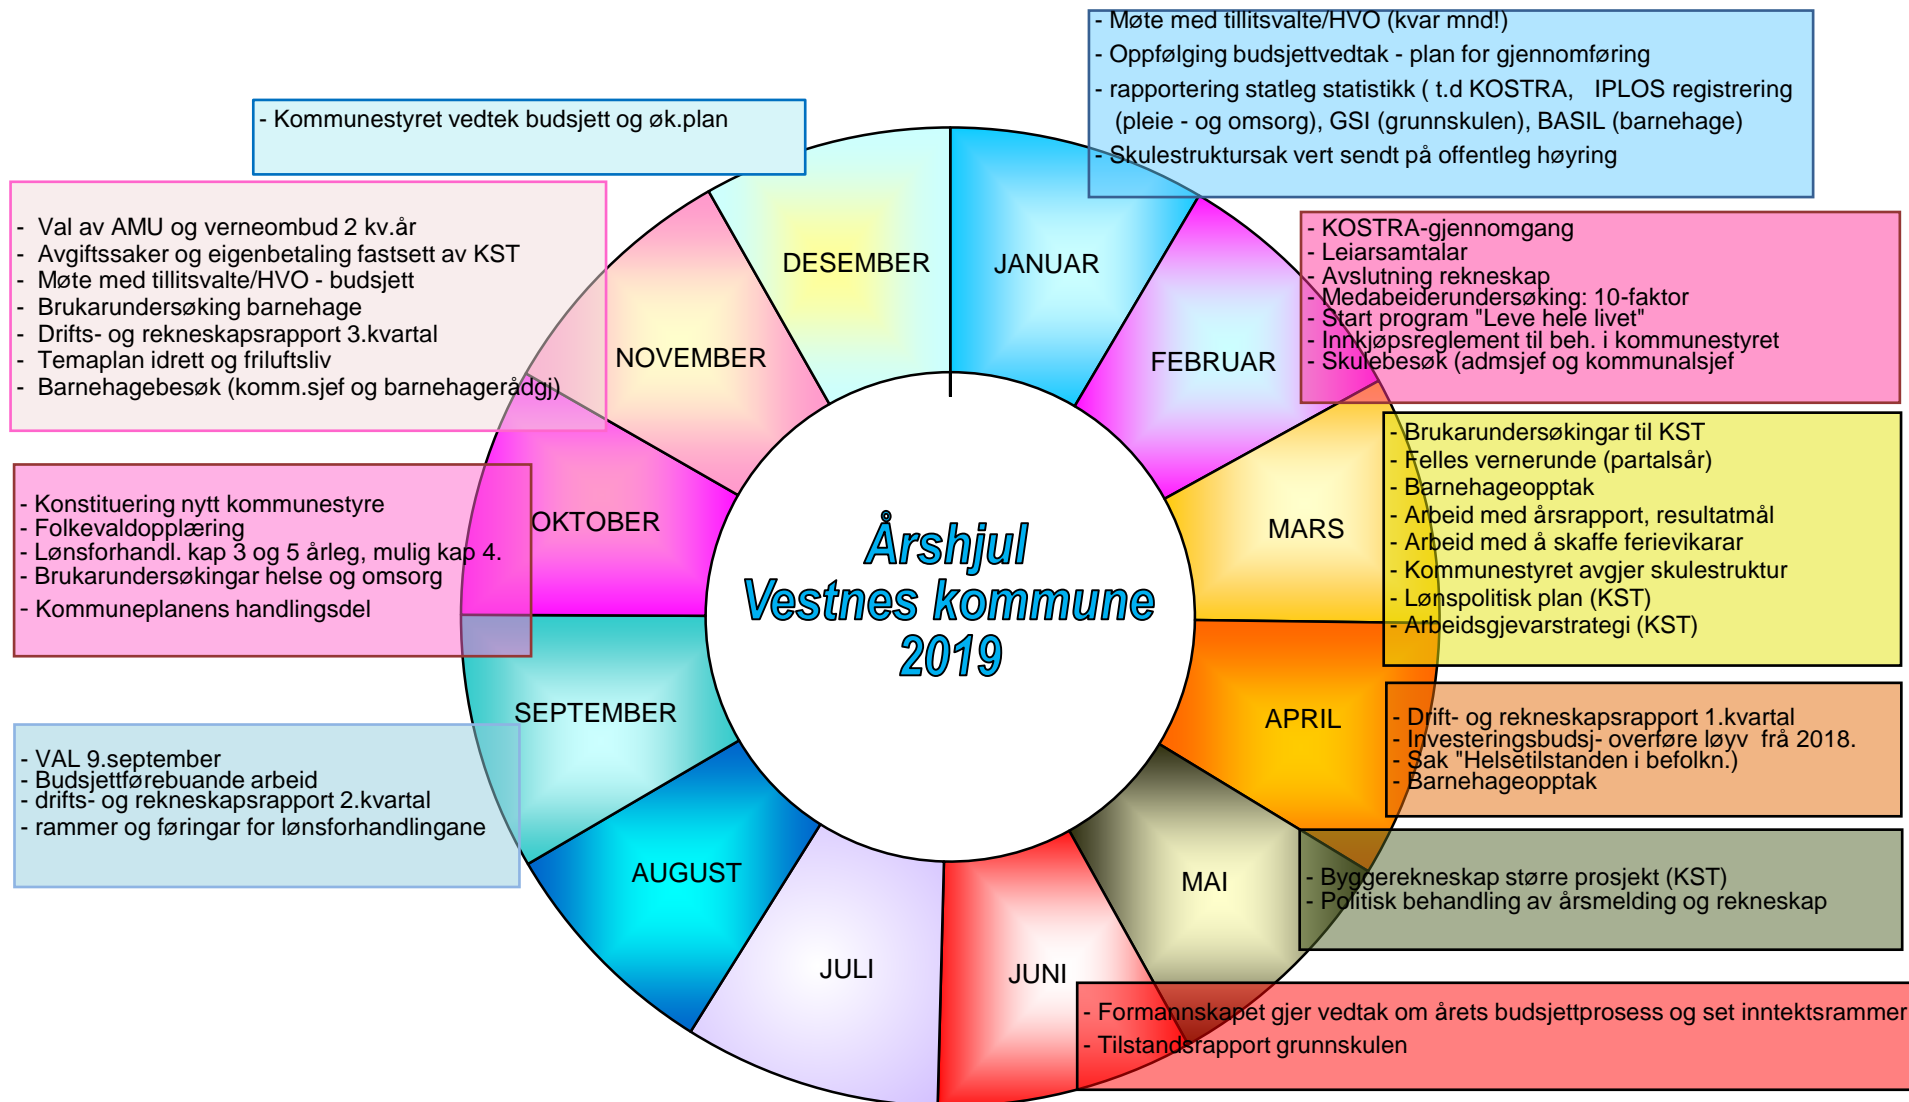 - Møte med tillitsvalte/HVO (kvar mnd!)
- Oppfølging budsjettvedtak - plan for gjennomføring
- rapportering statleg statistikk ( t.d KOSTRA, IPLOS registrering
(pleie - og omsorg), GSI (grunnskulen), BASIL (barnehage)
- Skulestruktursak vert sendt på offentleg høyring
- Kommunestyret vedtek budsjett og øk.plan
- Val av AMU og verneombud 2 kv.år
- Avgiftssaker og eigenbetaling fastsett av KST
- Møte med tillitsvalte/HVO - budsjett
- Brukarundersøking barnehage
- Drifts- og rekneskapsrapport 3.kvartal
- Temaplan idrett og friluftsliv
- Barnehagebesøk (komm.sjef og barnehagerådgj)
- KOSTRA-gjennomgang
- Leiarsamtalar
- Avslutning rekneskap
- Medabeiderundersøking: 10-faktor
- Start program "Leve hele livet"
- Innkjøpsreglement til beh. i kommunestyret
- Skulebesøk (admsjef og kommunalsjef
DESEMBER
JANUAR
NOVEMBER
FEBRUAR
- Brukarundersøkingar til KST
- Felles vernerunde (partalsår)
- Barnehageopptak
- Arbeid med årsrapport, resultatmål
- Arbeid med å skaffe ferievikarar
- Kommunestyret avgjer skulestruktur
- Lønspolitisk plan (KST)
- Arbeidsgjevarstrategi (KST)
- Konstituering nytt kommunestyre
- Folkevaldopplæring
- Lønsforhandl. kap 3 og 5 årleg, mulig kap 4.
- Brukarundersøkingar helse og omsorg
- Kommuneplanens handlingsdel
OKTOBER
MARS
Årshjul
Vestnes kommune
2019
SEPTEMBER
APRIL
- Drift- og rekneskapsrapport 1.kvartal
- Investeringsbudsj- overføre løyv frå 2018.
- Sak "Helsetilstanden i befolkn.)
- Barnehageopptak
- VAL 9.september
- Budsjettførebuande arbeid
- drifts- og rekneskapsrapport 2.kvartal
- rammer og føringar for lønsforhandlingane
AUGUST
MAI
- Byggerekneskap større prosjekt (KST)
- Politisk behandling av årsmelding og rekneskap
JULI
JUNI
- Formannskapet gjer vedtak om årets budsjettprosess og set inntektsrammer
- Tilstandsrapport grunnskulen